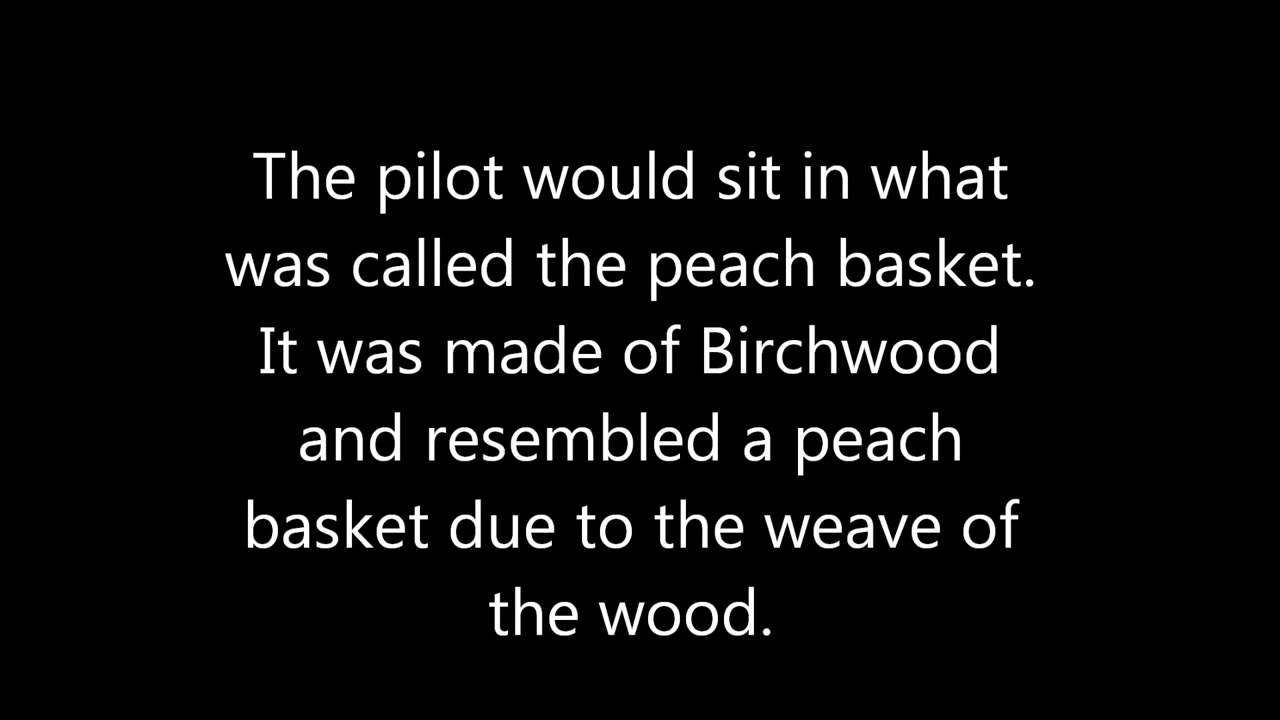 The pilot would sit in what
was called the peach basket.
It was made of Birchwood
and resembled a peach
basket due to the weave of
the wood.